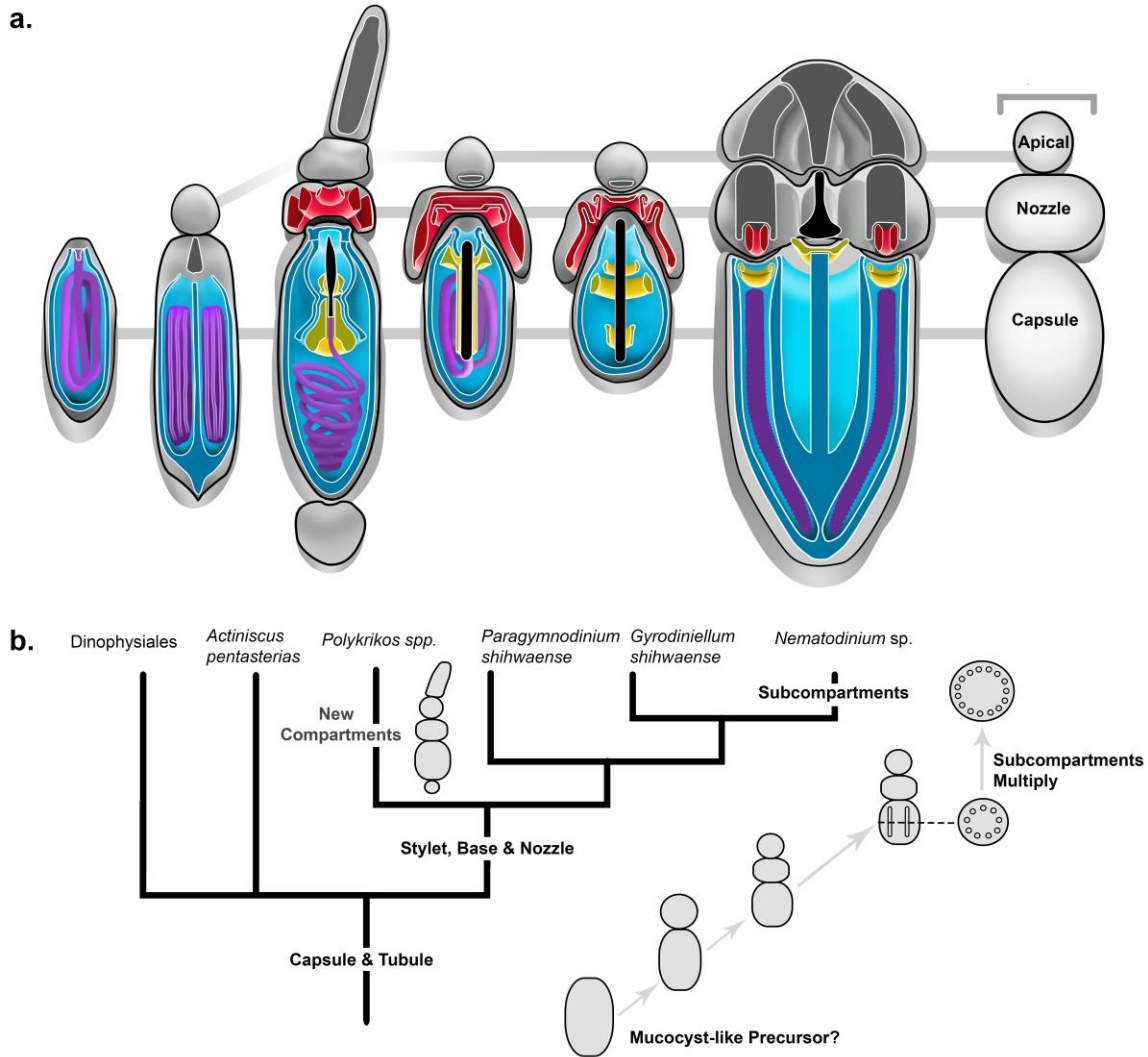 a.
Apical
Nozzle
Capsule
b.
Dinophysiales
Actiniscus
pentasterias
Polykrikos spp.
Paragymnodinium
shihwaense
Gyrodiniellum
shihwaense
Nematodinium sp.
New
Compartments
Subcompartments
Subcompartments
Multiply
Stylet, Base & Nozzle
Capsule & Tubule
Mucocyst-like Precursor?